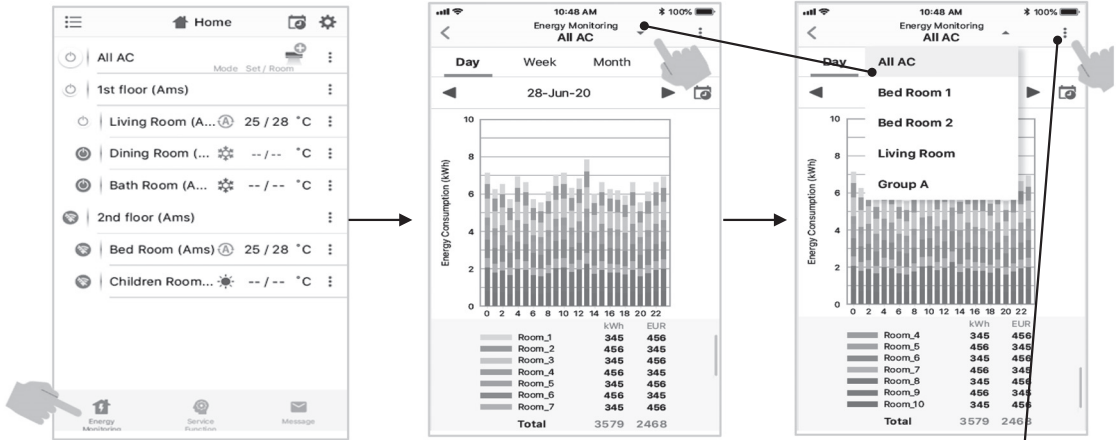 Home
All AC
Mode Set / Room
1st floor (Ams)
Living Room (A... A 25 / 28 °C
Dining Room (... --/-- °C
Bath Room (A... --/-- °C
2nd floor (Ams)
Bed Room (Ams) A 25 / 28 °C
Children Room... --/-- °C
Energy Monitoring
Service Function
Message
10:48 AM 100%
Energy Monitoring
All AC
Day Week Month
28-Jun-20
Energy Consumption (kWh)
10
8
6
4
2
0
0 2 4 6 8 10 12 14 16 18 20 22
kWh EUR
Room_1 345 456
Room_2 456 345
Room_3 345 456
Room_4 456 345
Room_5 345 456
Room_6 456 345
Room_7 345 456
Total 3579 2468
10:48 AM 100%
Energy Monitoring
All AC
Day
All AC
Bed Room 1
Bed Room 2
Living Room
Group A
Energy Consumption (kWh)
10
8
6
4
2
0
0 2 4 6 8 10 12 14 16 18 20 22
kWh EUR
Room_4 345 456
Room_5 456 345
Room_6 345 456
Room_7 456 345
Room_8 345 456
Room_9 456 345
Room_10 345 456
Total 3579 2468